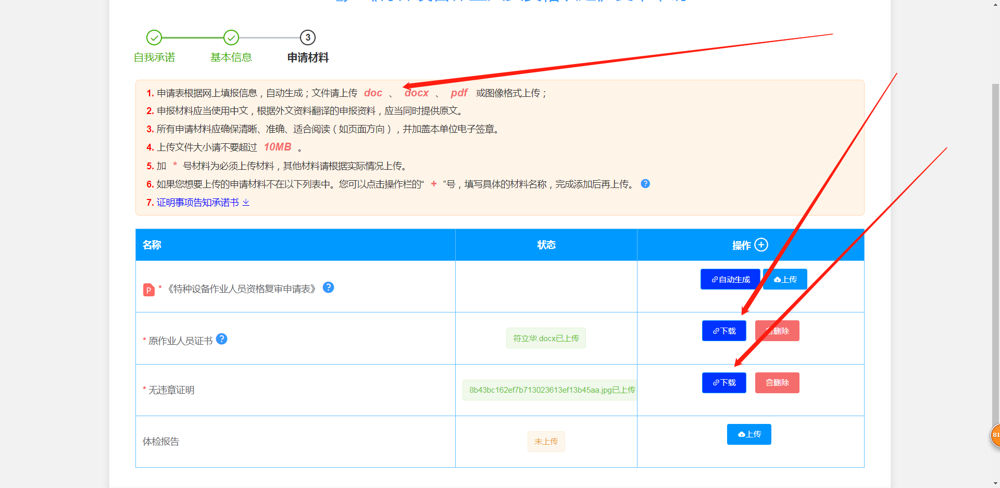 3
自我承诺
基本信息
申请材料
1. 申请表根据网上填报信息，自动生成；文件请上传 doc 、 docx 、 pdf 或图像格式上传；
2. 申报材料应当使用中文，根据外文资料翻译的申报资料，应当同时提供原文。
3. 所有申请材料应确保清晰、准确、适合阅读（如页面方向），并加盖本单位电子签章。
4. 上传文件大小请不要超过 10MB 。
5. 加 * 号材料为必须上传材料，其他材料请根据实际情况上传。
6. 如果您想要上传的申请材料不在以下列表中。您可以点击操作栏的“ + ”号，填写具体的材料名称，完成添加后再上传。 ?
7. 证明事项告知承诺书
名称 状态 操作
P * 《特种设备作业人员资格复审申请表》 ? 自动生成 上传
* 原作业人员证书 ? 符立华.docx已上传 下载 删除
* 无违章证明 8b43bc162ef7b713023613ef13b45aa.jpg已上传 下载 删除
体检报告 未上传 上传
81